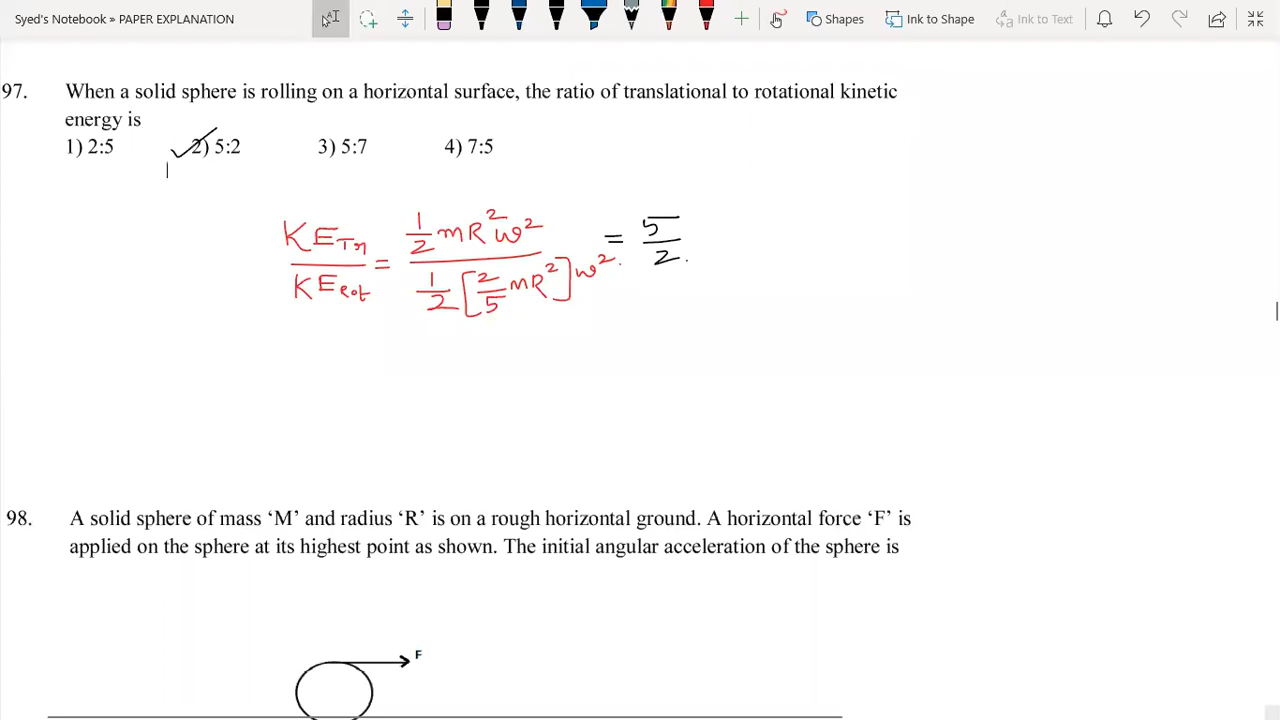 Syed's Notebook » PAPER EXPLANATION
Shapes
Ink to Shape
Ink to Text
97. When a solid sphere is rolling on a horizontal surface, the ratio of translational to rotational kinetic
energy is
1) 2:5 2) 5:2 3) 5:7 4) 7:5
KE_Tr / KE_Rot = (1/2 mR²ω²) / (1/2 [2/5 mR²] ω²) = 5/2
98. A solid sphere of mass ‘M’ and radius ‘R’ is on a rough horizontal ground. A horizontal force ‘F’ is
applied on the sphere at its highest point as shown. The initial angular acceleration of the sphere is
F